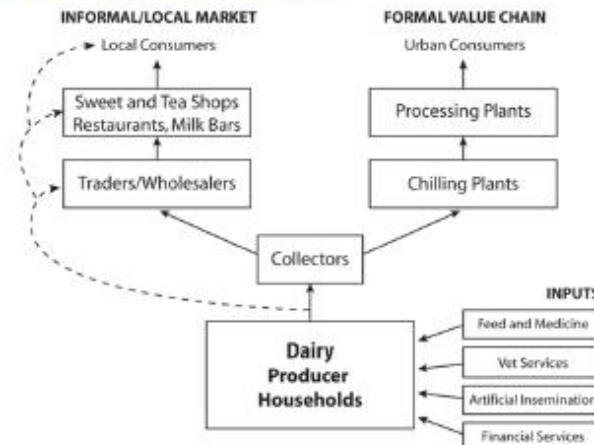 INFORMAL/LOCAL MARKET
Local Consumers
Sweet and Tea Shops
Restaurants, Milk Bars
Traders/Wholesalers
FORMAL VALUE CHAIN
Urban Consumers
Processing Plants
Chilling Plants
Collectors
Dairy
Producer
Households
INPUTS
Feed and Medicine
Vet Services
Artificial Insemination
Financial Services